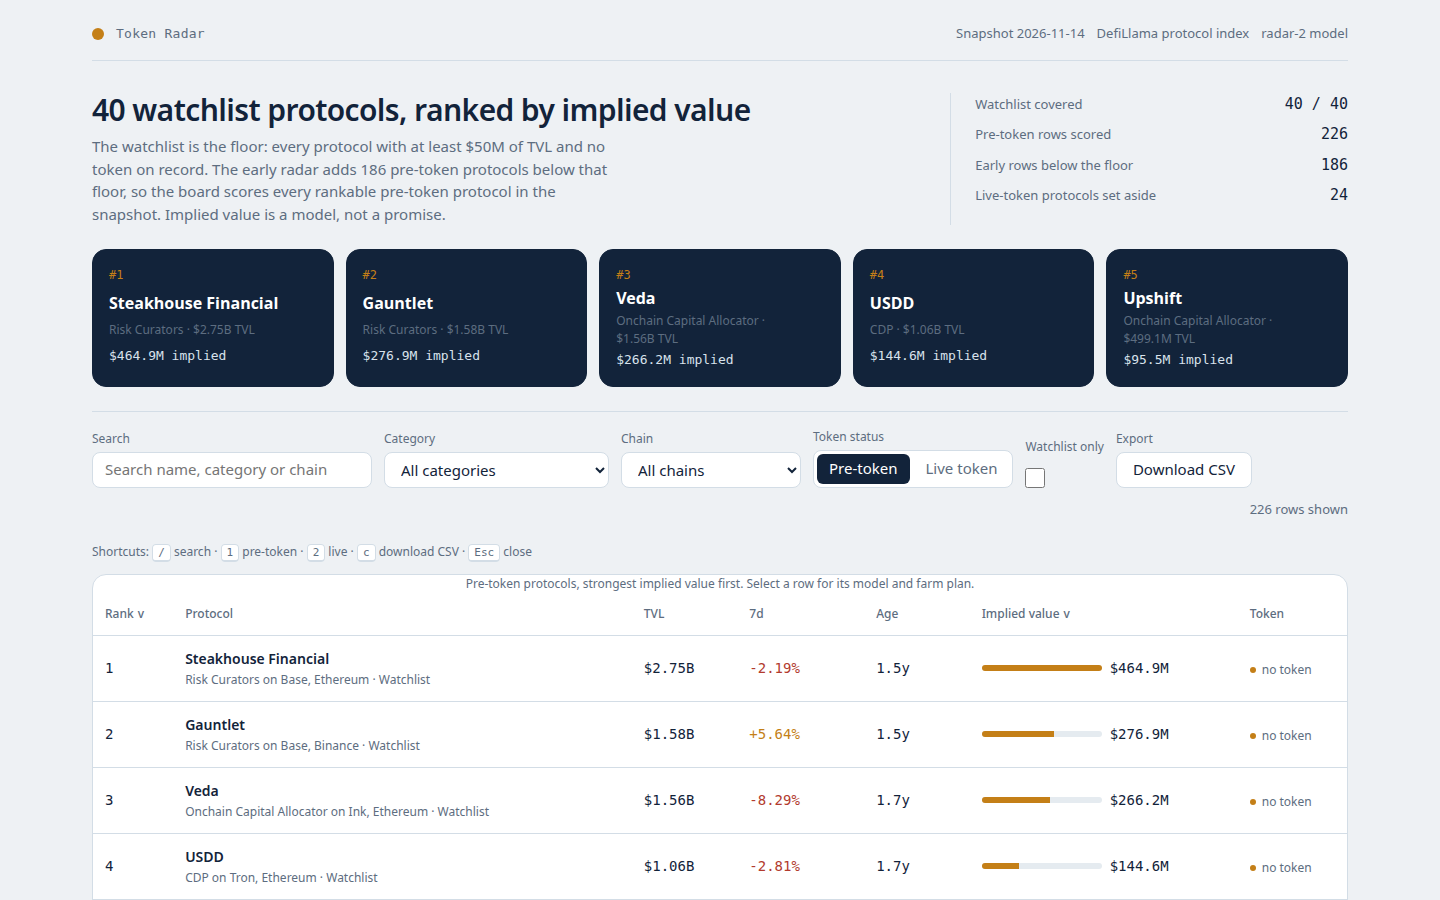 Token Radar
Snapshot 2026-11-14 DefiLlama protocol index radar-2 model
40 watchlist protocols, ranked by implied value
The watchlist is the floor: every protocol with at least $50M of TVL and no
token on record. The early radar adds 186 pre-token protocols below that
floor, so the board scores every rankable pre-token protocol in the
snapshot. Implied value is a model, not a promise.
Watchlist covered 40 / 40
Pre-token rows scored 226
Early rows below the floor 186
Live-token protocols set aside 24
#1
Steakhouse Financial
Risk Curators · $2.75B TVL
$464.9M implied
#2
Gauntlet
Risk Curators · $1.58B TVL
$276.9M implied
#3
Veda
Onchain Capital Allocator ·
$1.56B TVL
$266.2M implied
#4
USDD
CDP · $1.06B TVL
$144.6M implied
#5
Upshift
Onchain Capital Allocator ·
$499.1M TVL
$95.5M implied
Search
Search name, category or chain
Category
All categories
Chain
All chains
Token status
Pre-token Live token
Watchlist only
Export
Download CSV
226 rows shown
Shortcuts: / search · 1 pre-token · 2 live · c download CSV · Esc close
Pre-token protocols, strongest implied value first. Select a row for its model and farm plan.
Rank v Protocol TVL 7d Age Implied value v Token
1 Steakhouse Financial $2.75B -2.19% 1.5y $464.9M no token
Risk Curators on Base, Ethereum · Watchlist
2 Gauntlet $1.58B +5.64% 1.5y $276.9M no token
Risk Curators on Base, Binance · Watchlist
3 Veda $1.56B -8.29% 1.7y $266.2M no token
Onchain Capital Allocator on Ink, Ethereum · Watchlist
4 USDD $1.06B -2.81% 1.7y $144.6M no token
CDP on Tron, Ethereum · Watchlist